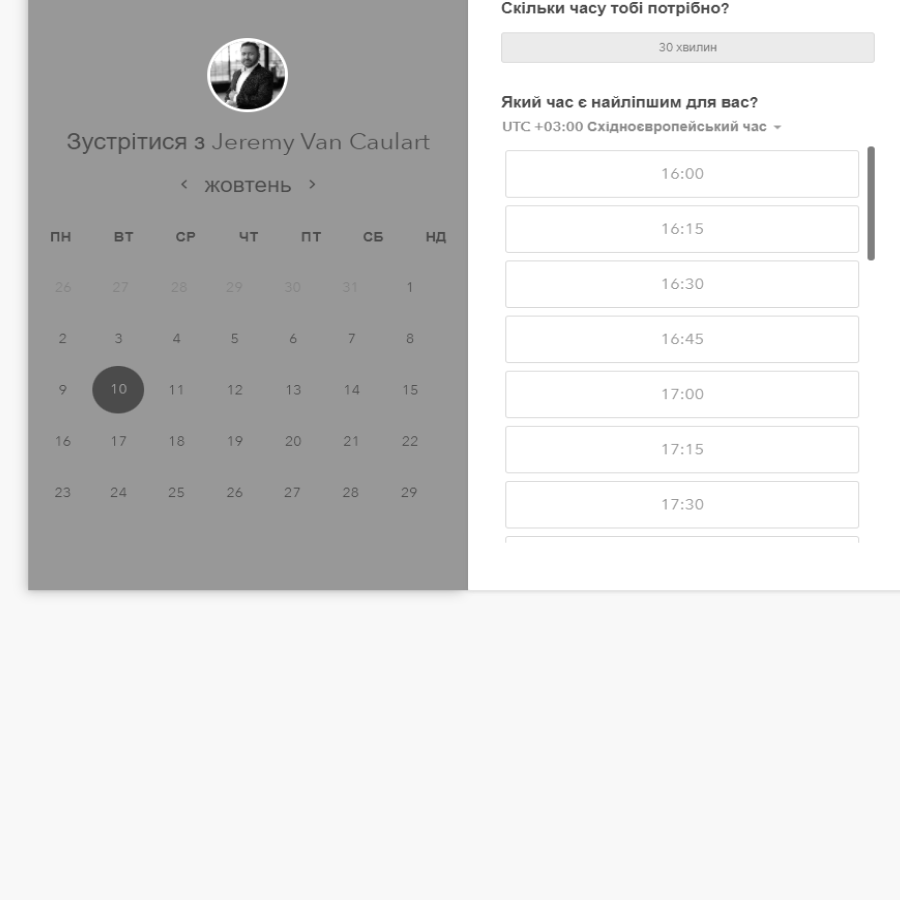 Зустрітися з Jeremy Van Caulart
‹ жовтень ›
ПН ВТ СР ЧТ ПТ СБ НД
26 27 28 29 30 31 1
2 3 4 5 6 7 8
9 10 11 12 13 14 15
16 17 18 19 20 21 22
23 24 25 26 27 28 29
Скільки часу тобі потрібно?
30 хвилин
Який час є найліпшим для вас?
UTC +03:00 Східноєвропейський час
16:00
16:15
16:30
16:45
17:00
17:15
17:30